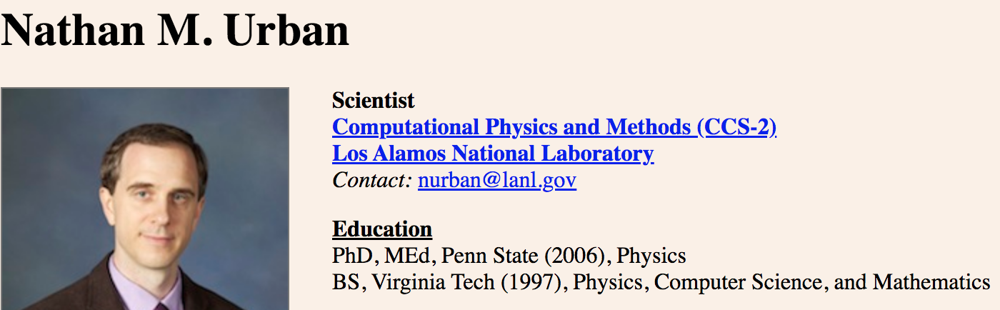 Nathan M. Urban
Scientist
Computational Physics and Methods (CCS-2)
Los Alamos National Laboratory
Contact: nurban@lanl.gov
Education
PhD, MEd, Penn State (2006), Physics
BS, Virginia Tech (1997), Physics, Computer Science, and Mathematics